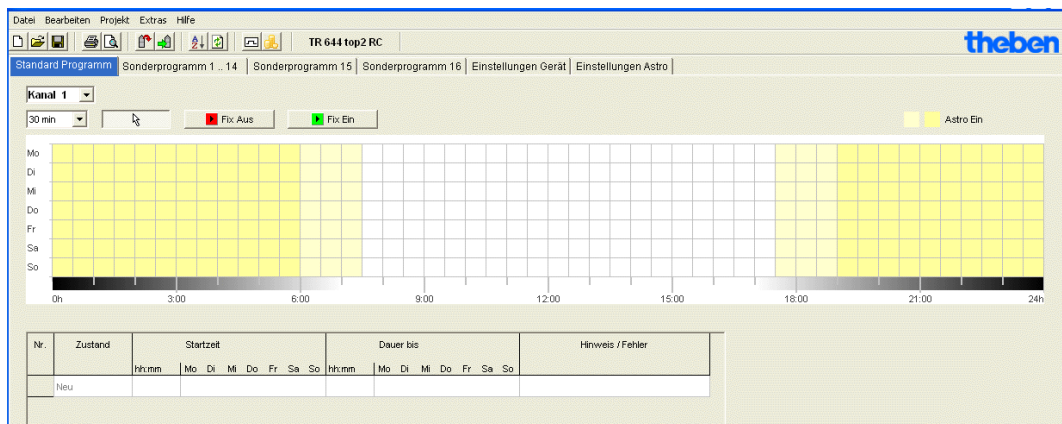 Datei Bearbeiten Projekt Extras Hilfe
TR 644 top2 RC
theben
Standard Programm Sonderprogramm 1 .. 14 Sonderprogramm 15 Sonderprogramm 16 Einstellungen Gerät Einstellungen Astro
Kanal 1
30 min Fix Aus Fix Ein Astro Ein
Mo
Di
Mi
Do
Fr
Sa
So
0h 3:00 6:00 9:00 12:00 15:00 18:00 21:00 24h
Nr. Zustand Startzeit Dauer bis Hinweis / Fehler
hh:mm Mo Di Mi Do Fr Sa So hh:mm Mo Di Mi Do Fr Sa So
Neu